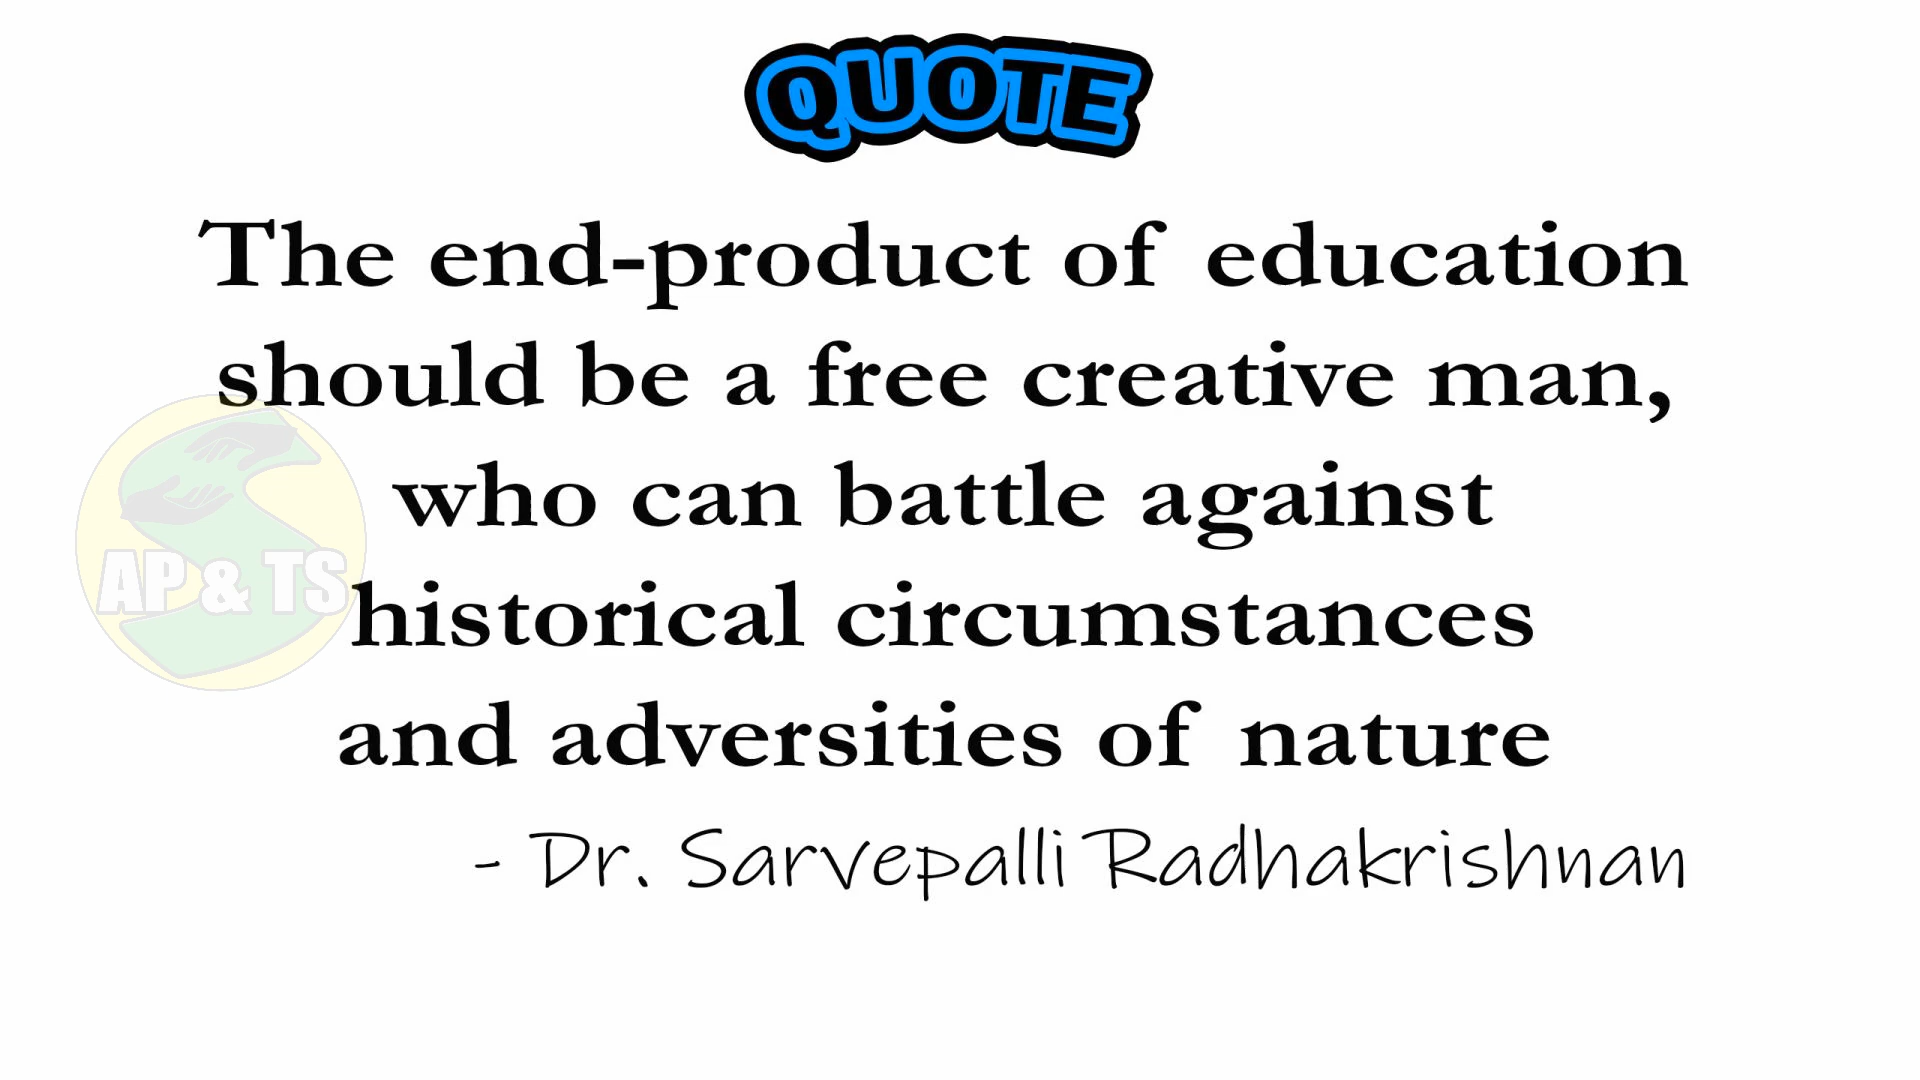 QUOTE
The end-product of education
should be a free creative man,
who can battle against
AP & TS
historical circumstances
and adversities of nature
- Dr. Sarvepalli Radhakrishnan